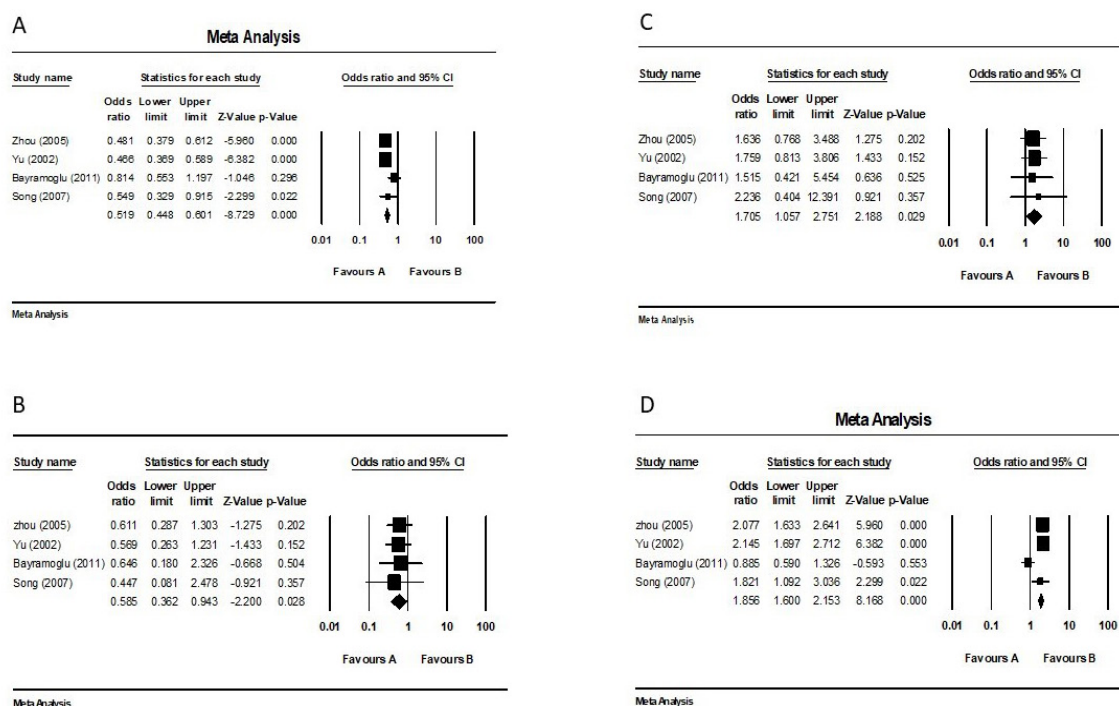 A
Meta Analysis
Study name Statistics for each study Odds ratio and 95% CI
Odds Lower Upper
ratio limit limit Z-Value p-Value
Zhou (2005) 0.481 0.379 0.612 -5.960 0.000
Yu (2002) 0.466 0.369 0.589 -6.382 0.000
Bayramoglu (2011) 0.814 0.553 1.197 -1.046 0.296
Song (2007) 0.549 0.329 0.915 -2.299 0.022
0.519 0.448 0.601 -8.729 0.000
0.01 0.1 1 10 100
Favours A Favours B
Meta Analysis
B
Study name Statistics for each study Odds ratio and 95% CI
Odds Lower Upper
ratio limit limit Z-Value p-Value
zhou (2005) 0.611 0.287 1.303 -1.275 0.202
Yu (2002) 0.569 0.263 1.231 -1.433 0.152
Bayramoglu (2011) 0.646 0.180 2.326 -0.668 0.504
Song (2007) 0.447 0.081 2.478 -0.921 0.357
0.585 0.362 0.943 -2.200 0.028
0.01 0.1 1 10 100
Favours A Favours B
Meta Analysis
C
Study name Statistics for each study Odds ratio and 95% CI
Odds Lower Upper
ratio limit limit Z-Value p-Value
Zhou (2005) 1.636 0.768 3.488 1.275 0.202
Yu (2002) 1.759 0.813 3.806 1.433 0.152
Bayramoglu (2011) 1.515 0.421 5.454 0.636 0.525
Song (2007) 2.236 0.404 12.391 0.921 0.357
1.705 1.057 2.751 2.188 0.029
0.01 0.1 1 10 100
Favours A Favours B
Meta Analysis
D
Meta Analysis
Study name Statistics for each study Odds ratio and 95% CI
Odds Lower Upper
ratio limit limit Z-Value p-Value
zhou (2005) 2.077 1.633 2.641 5.960 0.000
Yu (2002) 2.145 1.697 2.712 6.382 0.000
Bayramoglu (2011) 0.885 0.590 1.326 -0.593 0.553
Song (2007) 1.821 1.092 3.036 2.299 0.022
1.856 1.600 2.153 8.168 0.000
0.01 0.1 1 10 100
Favours A Favours B
Meta Analysis